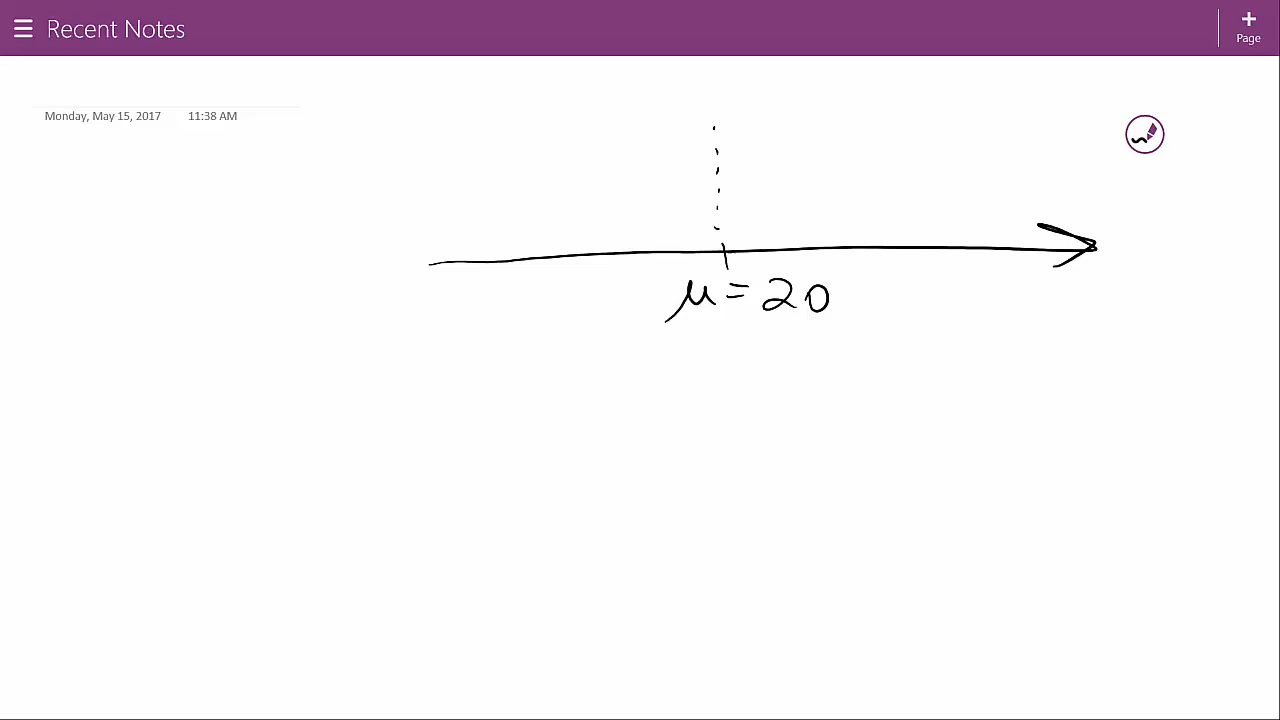 Recent Notes
+
Page
Monday, May 15, 2017 11:38 AM
μ = 20